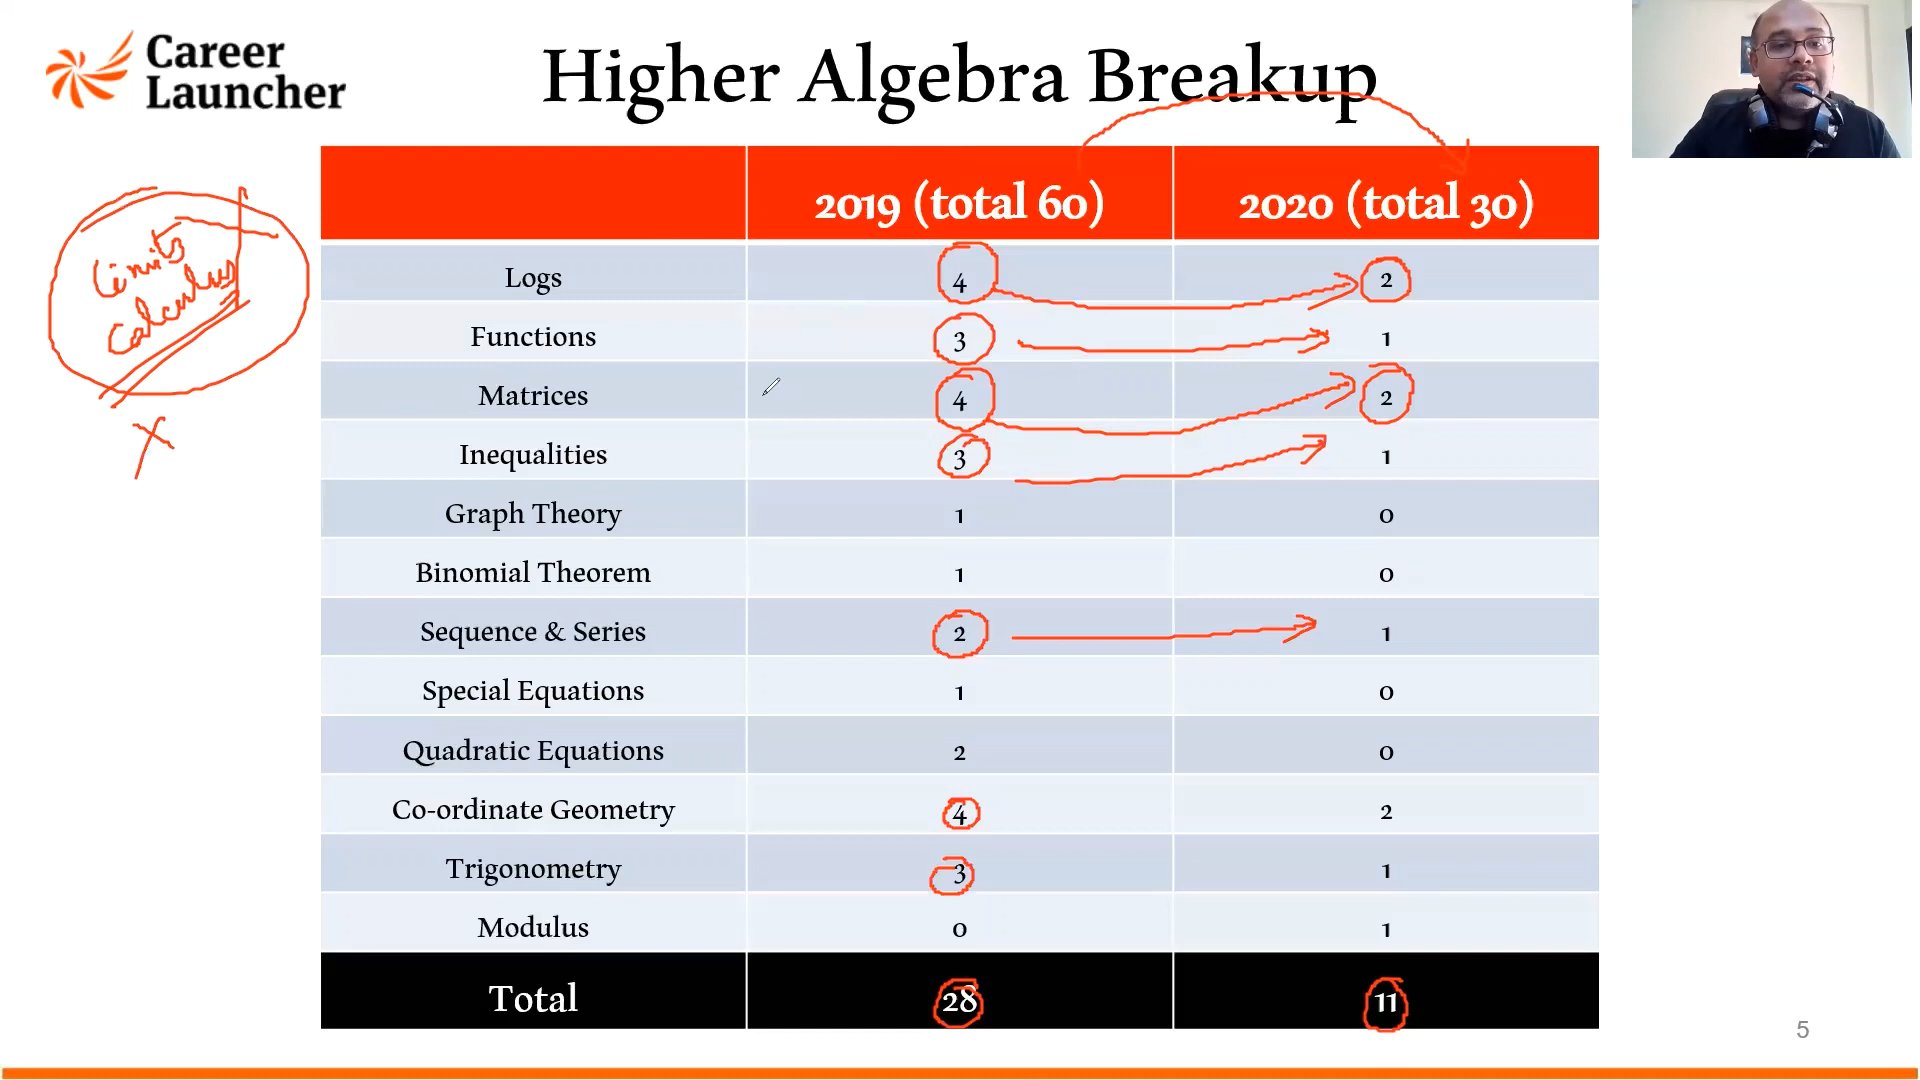 Career
Launcher
Higher Algebra Breakup
2019 (total 60) 2020 (total 30)
Logs 4 2
Functions 3 1
Matrices 4 2
Inequalities 3 1
Graph Theory 1 0
Binomial Theorem 1 0
Sequence & Series 2 1
Special Equations 1 0
Quadratic Equations 2 0
Co-ordinate Geometry 4 2
Trigonometry 3 1
Modulus 0 1
Total 28 11
Limits
Calculus
5